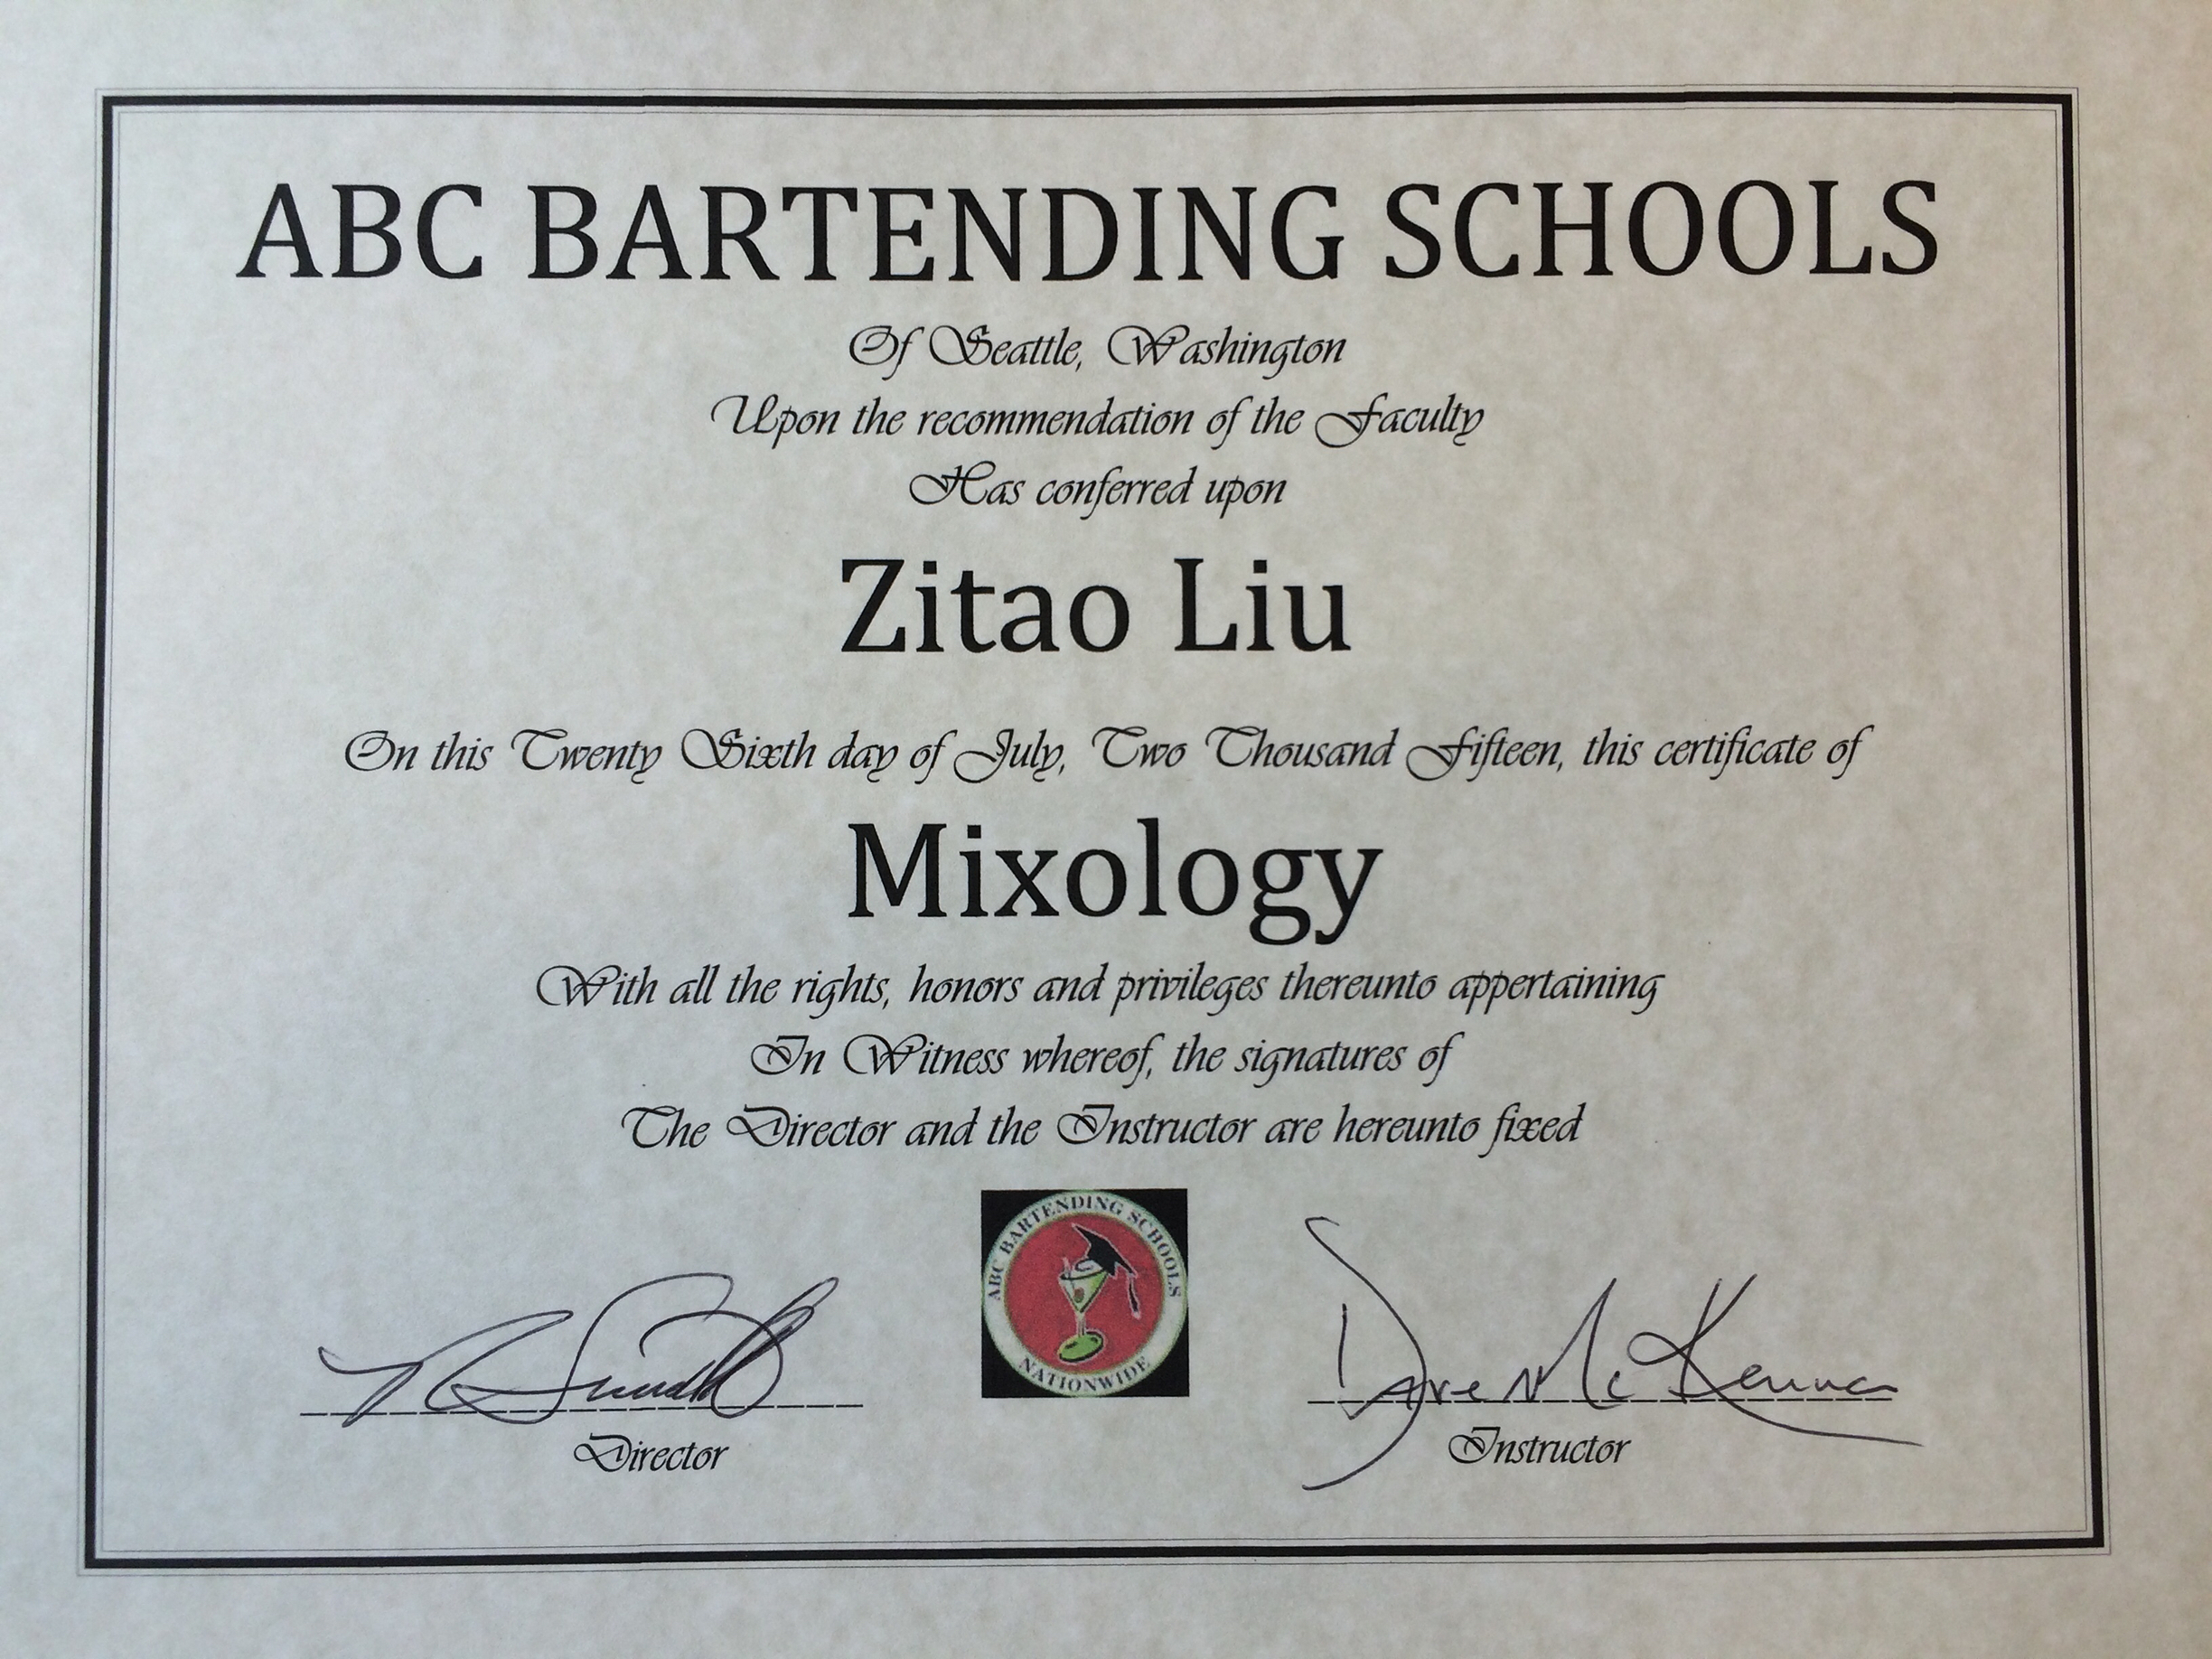 ABC BARTENDING SCHOOLS
Of Seattle, Washington
Upon the recommendation of the Faculty
Has conferred upon
Zitao Liu
On this Twenty Sixth day of July, Two Thousand Fifteen, this certificate of
Mixology
With all the rights, honors and privileges thereunto appertaining
In Witness whereof, the signatures of
The Director and the Instructor are hereunto fixed
ABC BARTENDING SCHOOLS
NATIONWIDE
Dave McKenna
Director
Instructor